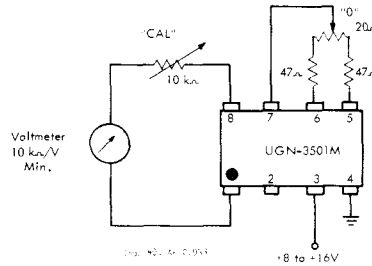 "CAL"
"0"
20Ω
10 kΩ
47Ω
47Ω
Voltmeter
10 kΩ/V
Min.
8 7 6 5
UGN-3501M
2 3 4
+8 to +16V